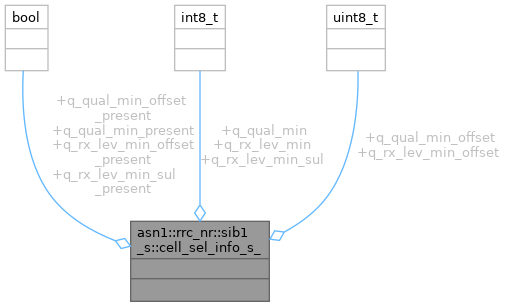 bool
int8_t
uint8_t
+q_qual_min_offset
_present
+q_qual_min_present
+q_rx_lev_min_offset
_present
+q_rx_lev_min_sul
_present
+q_qual_min
+q_rx_lev_min
+q_rx_lev_min_sul
+q_qual_min_offset
+q_rx_lev_min_offset
asn1::rrc_nr::sib1
_s::cell_sel_info_s_